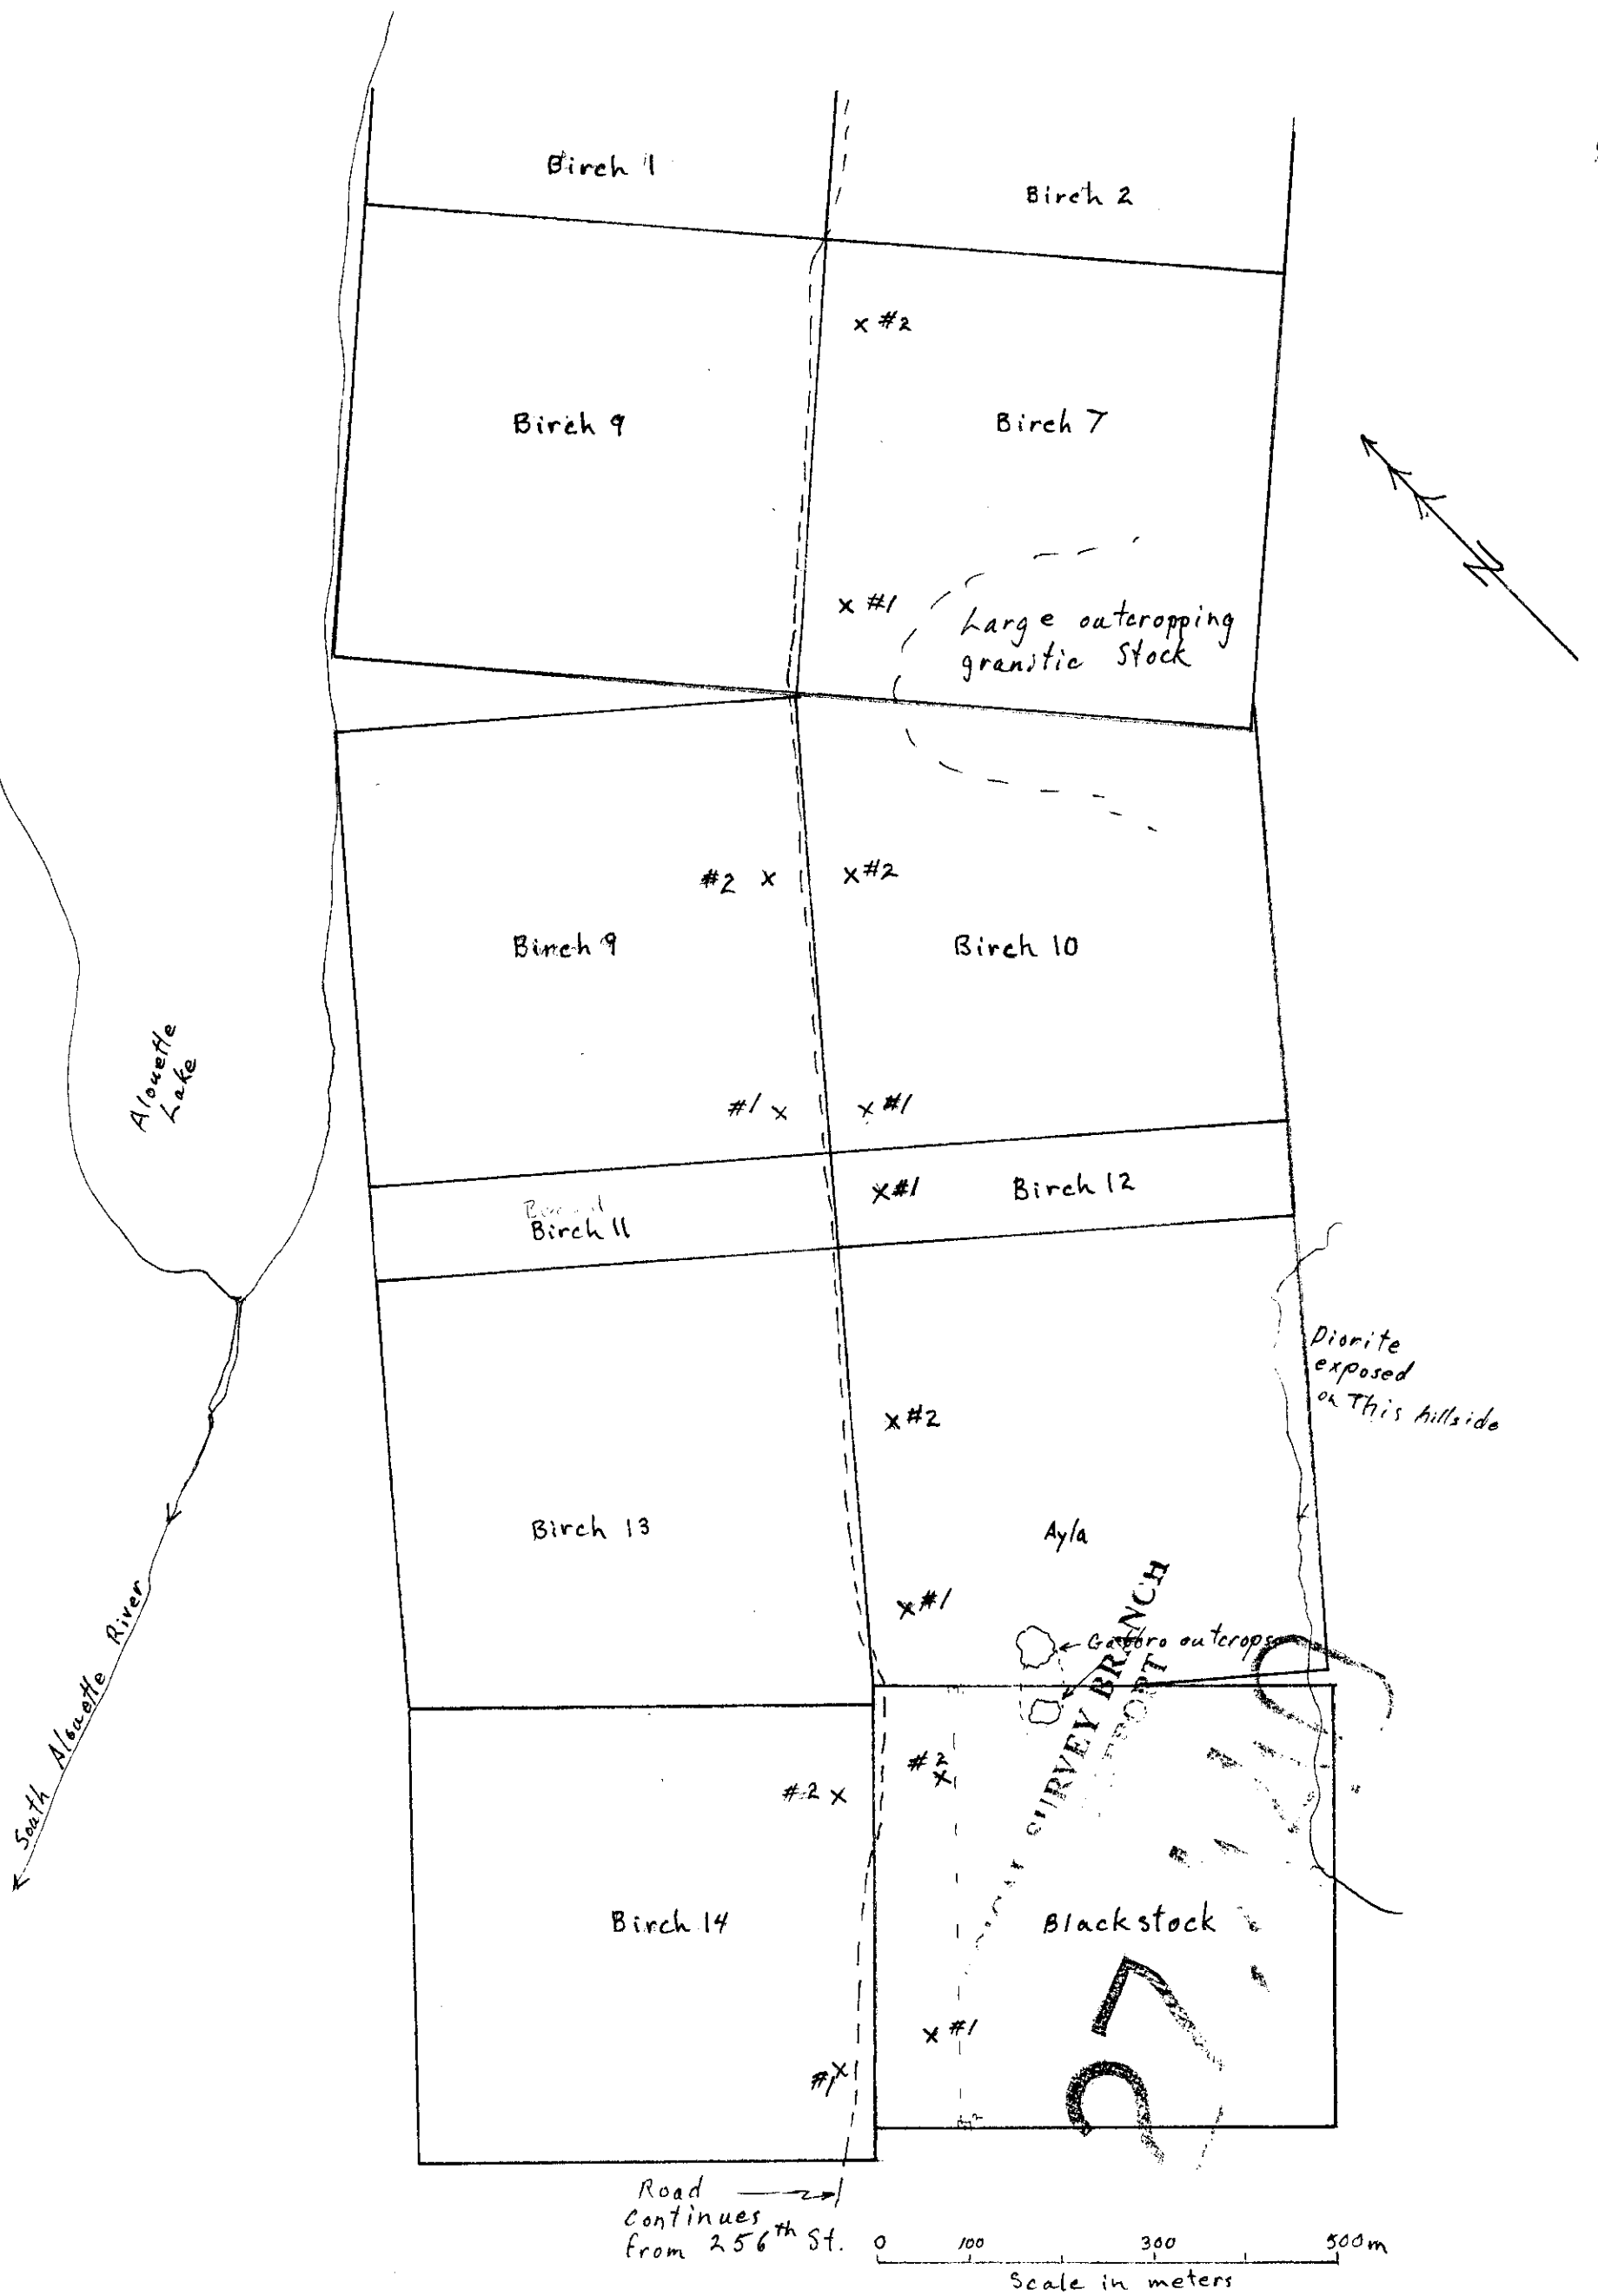 Birch 1
Birch 2
x #2
Birch 9
Birch 7
x #1
Large outcropping
granitic Stock
N
#2 x
x #2
Birch 9
Birch 10
Alouette
Lake
#1 x
x #1
x #1
Birch 12
Birch 11
Diorite
exposed
on This hillside
x #2
Birch 13
Ayla
x #1
Gabbro outcrops
SURVEY BRANCH
South Alouette River
#2 x
#2
x
Birch 14
Blackstock
x #1
#1 x
Road
continues
from 256th St.
0 100 300 500m
Scale in meters